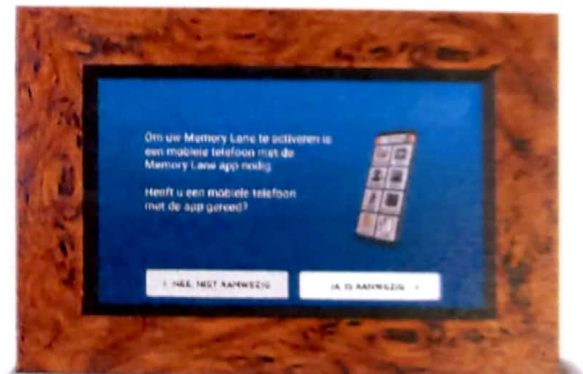 Om uw Memory Lane te activeren is
een mobiele telefoon met de
Memory Lane app nodig.
Heeft u een mobiele telefoon
met de app gereed?
NEE, NIET AANWEZIG
JA, IS AANWEZIG